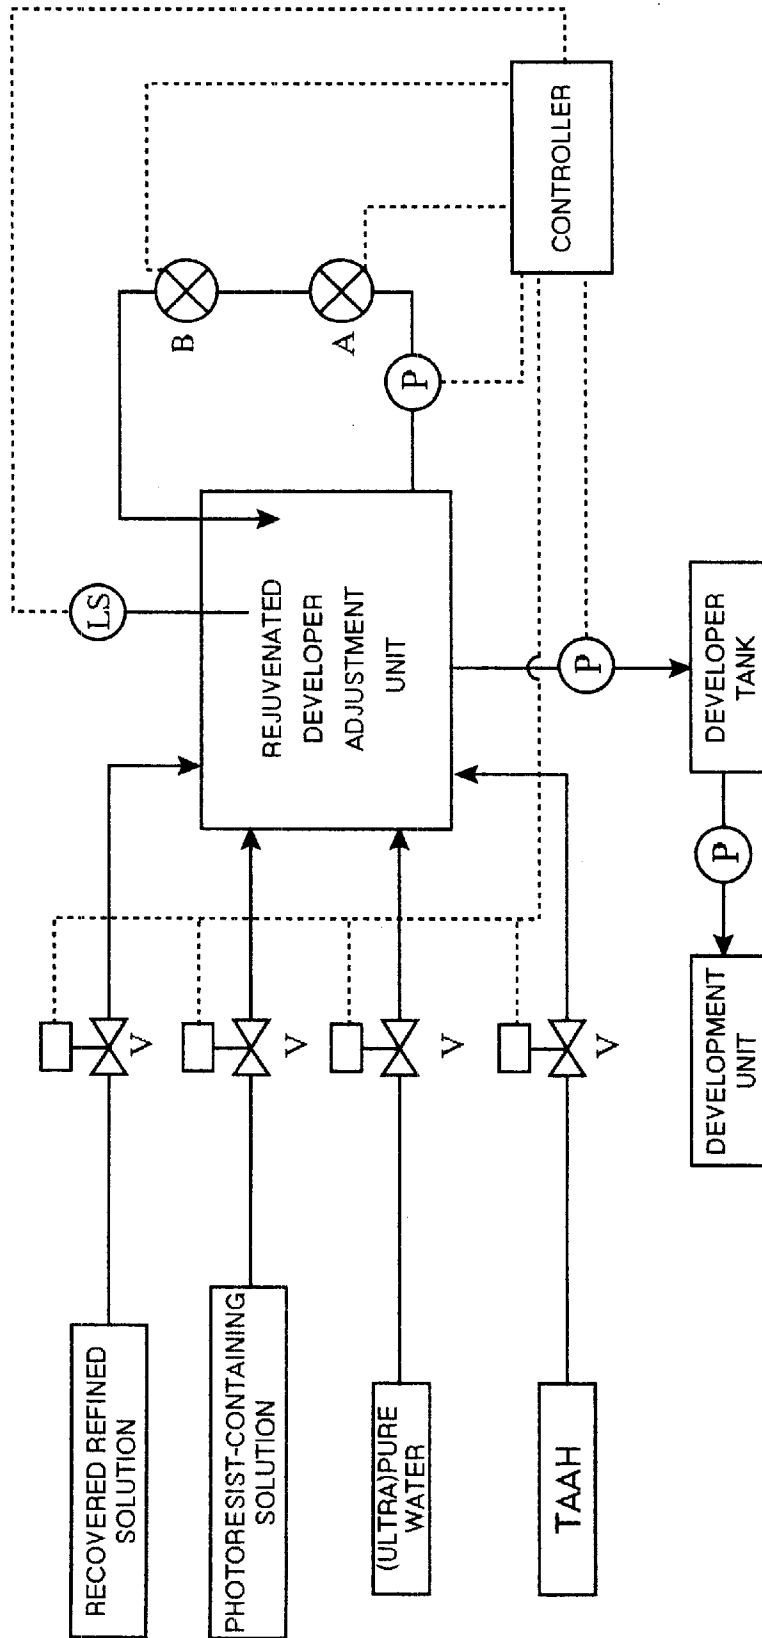 RECOVERED REFINED
SOLUTION
V
PHOTORESIST-CONTAINING
SOLUTION
V
(ULTRA)PURE
WATER
V
TAAH
V
LS
REJUVENATED
DEVELOPER
ADJUSTMENT
UNIT
B
A
P
CONTROLLER
P
DEVELOPER
TANK
P
DEVELOPMENT
UNIT